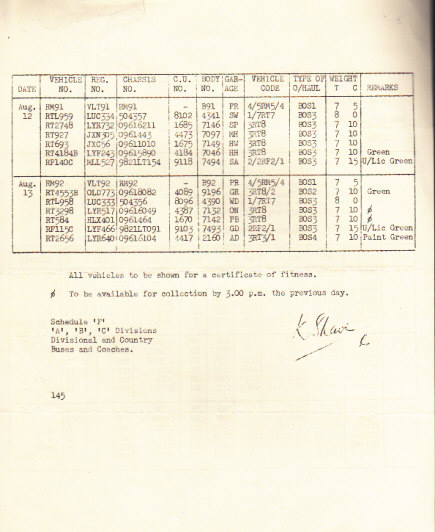 DATE VEHICLE NO. REG. NO. CHASSIS NO. C.U. NO. BODY NO. GAR-AGE VEHICLE CODE TYPE OF O/HAUL WEIGHT T C REMARKS
Aug. 12 RM91 VLT91 RM91 - B91 PR 4/5RM5/4 BOS1 7 5
RTL959 LUC334 504357 8102 4341 SW 1/7RT7 BOS3 8 0
RT2748 LYR732 09616211 1685 7146 SP 3RT8 BOS3 7 10
RT927 JXN305 0961443 4473 7097 3RT8 BOS3 7 10
RT693 JXC56 09611010 1675 7149 HW 3RT8 BOS3 7 10
RT4184B LYF243 09615890 4184 7046 HH 3RT8 BOS3 7 10 Green
RF140C MLL527 9821LT154 9118 7494 SA 2/2RF2/1 BOS3 7 15 U/Lic Green
Aug. 13 RM92 VLT92 RM92 - B92 PR 4/5RM5/4 BOS1 7 5
RT4553B OLD773 09618082 4089 9196 GR 3RT8/2 BOS2 7 10 Green
RTL958 LUC333 504356 8096 4390 WD 1/7RT7 BOS3 8 0
RT3298 LYR517 09616049 4387 7132 ON 3RT8 BOS3 7 10 ø
RT584 HLX401 0961464 1670 7142 PB 3RT8 BOS3 7 10 ø
RF115C LYF466 9821LT091 9103 7493 GD 2RF2/1 BOS3 7 15 U/Lic Green
RT2656 LYR640 09616104 4417 2160 AD 3RT3/1 BOS4 7 10 Paint Green
All vehicles to be shown for a certificate of fitness.
ø To be available for collection by 3.00 p.m. the previous day.
Schedule 'F'
'A', 'B', 'C' Divisions
Divisional and Country
Buses and Coaches.
145